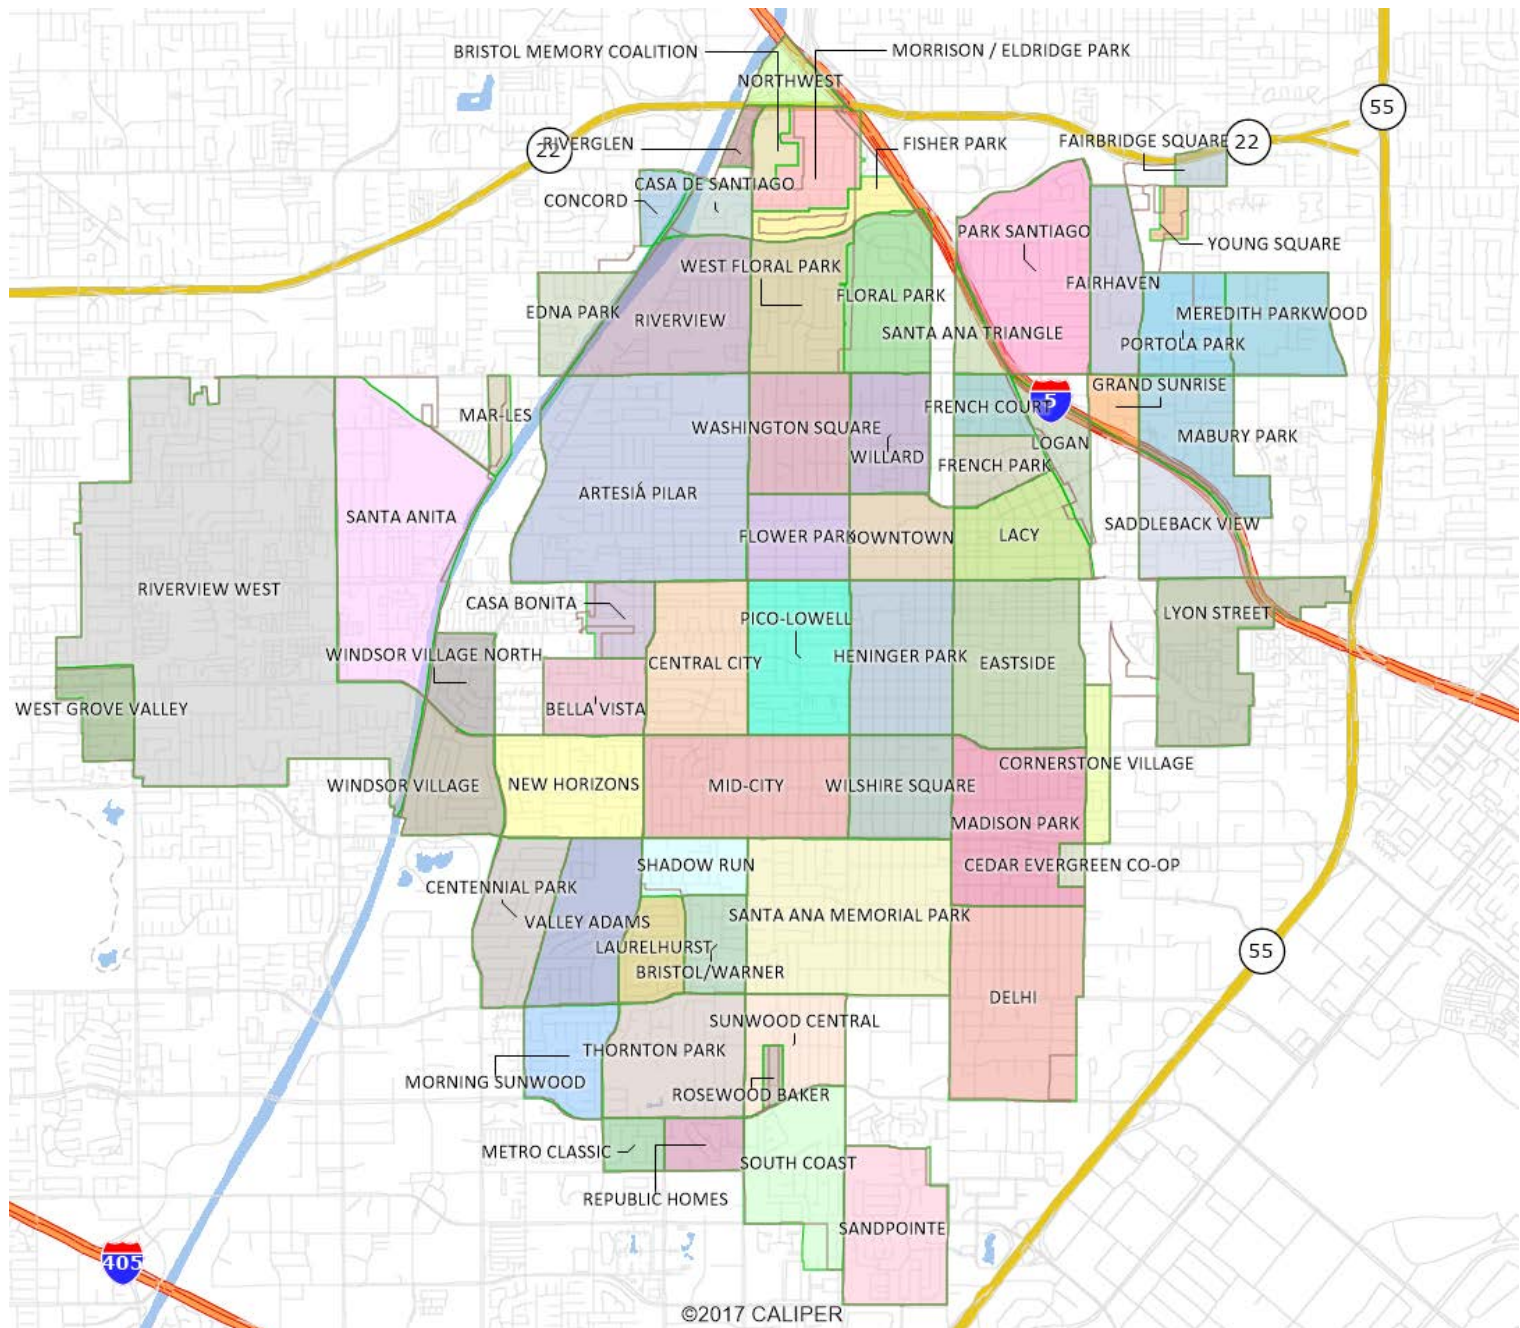 BRISTOL MEMORY COALITION
MORRISON / ELDRIDGE PARK
NORTHWEST
55
RIVERGLEN
22
FISHER PARK
FAIRBRIDGE SQUARE
22
CASA DE SANTIAGO
CONCORD
PARK SANTIAGO
YOUNG SQUARE
WEST FLORAL PARK
FAIRHAVEN
FLORAL PARK
EDNA PARK
RIVERVIEW
MEREDITH PARKWOOD
SANTA ANA TRIANGLE
PORTOLA PARK
GRAND SUNRISE
5
MAR-LES
FRENCH COURT
WASHINGTON SQUARE
MABURY PARK
LOGAN
WILLARD
FRENCH PARK
ARTESIA PILAR
SANTA ANITA
SADDLEBACK VIEW
FLOWER PARK
DOWNTOWN
LACY
RIVERVIEW WEST
CASA BONITA
LYON STREET
PICO-LOWELL
WINDSOR VILLAGE NORTH
CENTRAL CITY
HENINGER PARK
EASTSIDE
WEST GROVE VALLEY
BELLA VISTA
CORNERSTONE VILLAGE
WINDSOR VILLAGE
NEW HORIZONS
MID-CITY
WILSHIRE SQUARE
MADISON PARK
SHADOW RUN
CEDAR EVERGREEN CO-OP
CENTENNIAL PARK
VALLEY ADAMS
SANTA ANA MEMORIAL PARK
LAURELHURST
55
BRISTOL/WARNER
DELHI
SUNWOOD CENTRAL
THORNTON PARK
MORNING SUNWOOD
ROSEWOOD BAKER
METRO CLASSIC
SOUTH COAST
REPUBLIC HOMES
SANDPOINTE
405
©2017 CALIPER